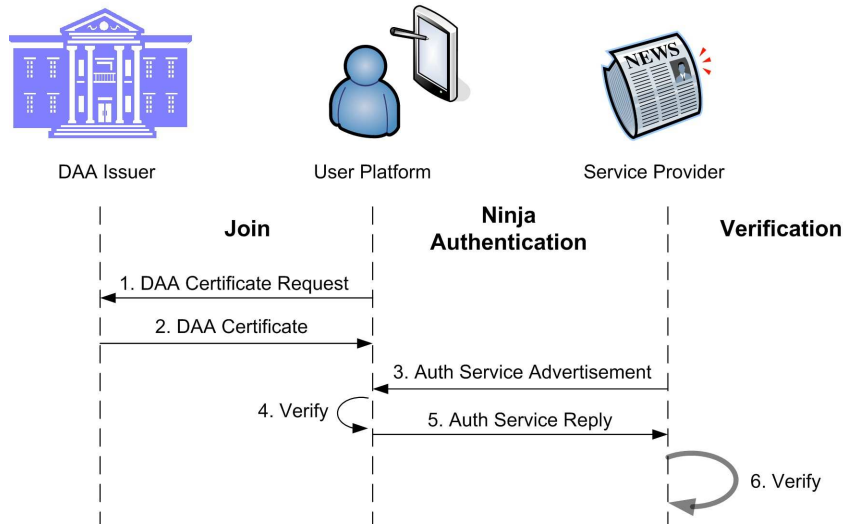 NEWS
DAA Issuer
User Platform
Service Provider
Join
Ninja
Authentication
Verification
1. DAA Certificate Request
2. DAA Certificate
3. Auth Service Advertisement
4. Verify
5. Auth Service Reply
6. Verify